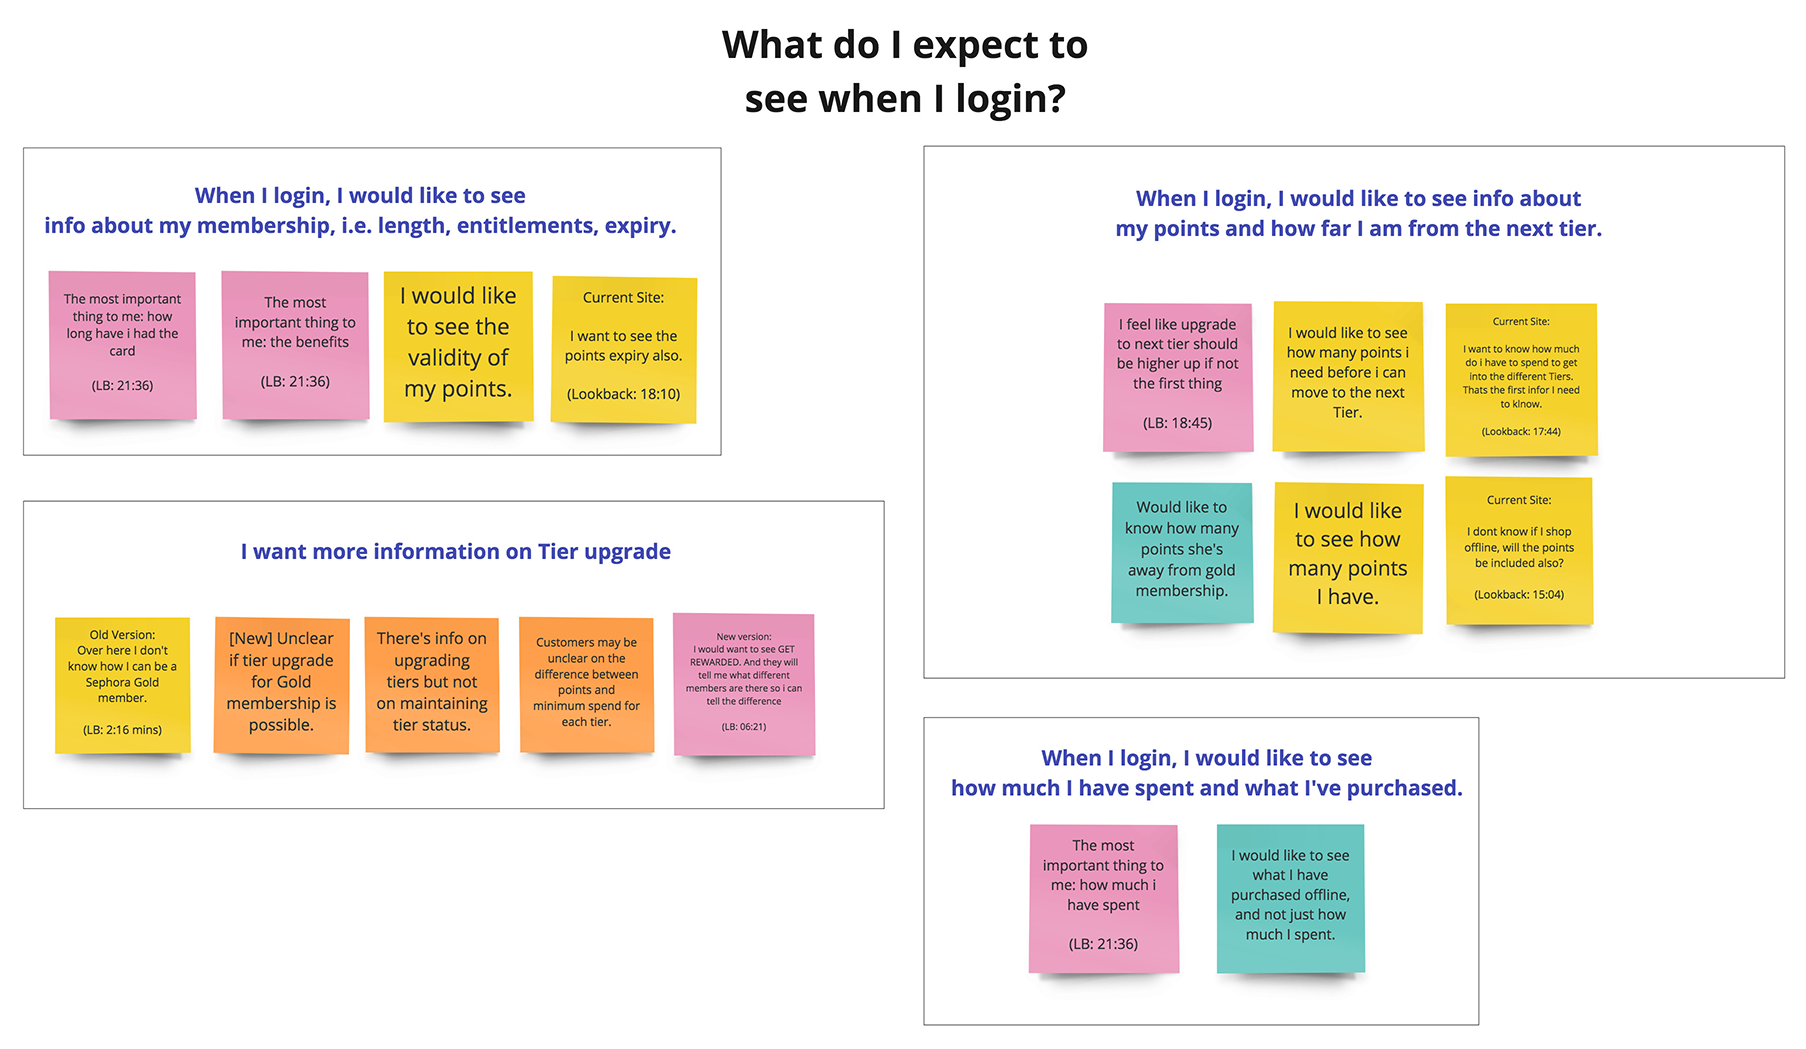 What do I expect to
see when I login?
When I login, I would like to see
info about my membership, i.e. length, entitlements, expiry.
The most important
thing to me: how
long have i had the
card
(LB: 21:36)
The most
important thing to
me: the benefits
(LB: 21:36)
I would like
to see the
validity of
my points.
Current Site:
I want to see the
points expiry also.
(Lookback: 18:10)
When I login, I would like to see info about
my points and how far I am from the next tier.
I feel like upgrade
to next tier should
be higher up if not
the first thing
(LB: 18:45)
I would like to see
how many points i
need before i can
move to the next
Tier.
Current Site:
I want to know how much
do i have to spend to get
into the different Tiers.
Thats the first infor I need
to klnow.
(Lookback: 17:44)
Would like to
know how many
points she's
away from gold
membership.
I would like
to see how
many points
I have.
Current Site:
I dont know if I shop
offline, will the points
be included also?
(Lookback: 15:04)
I want more information on Tier upgrade
Old Version:
Over here I don't
know how I can be a
Sephora Gold
member.
(LB: 2:16 mins)
[New] Unclear
if tier upgrade
for Gold
membership is
possible.
There's info on
upgrading
tiers but not
on maintaining
tier status.
Customers may be
unclear on the
difference between
points and
minimum spend for
each tier.
New version:
I would want to see GET
REWARDED. And they will
tell me what different
members are there so i can
tell the difference
(LB: 06:21)
When I login, I would like to see
how much I have spent and what I've purchased.
The most
important thing to
me: how much i
have spent
(LB: 21:36)
I would like to see
what I have
purchased offline,
and not just how
much I spent.